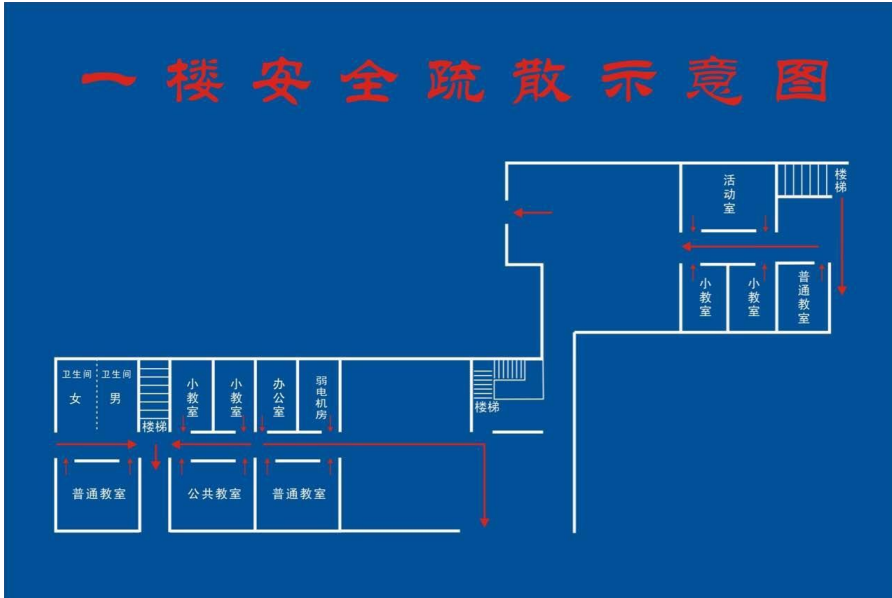 一楼安全疏散示意图
活动室
楼梯
小教室
小教室
普通教室
卫生间
女
卫生间
男
楼梯
小教室
小教室
办公室
弱电机房
楼梯
普通教室
公共教室
普通教室